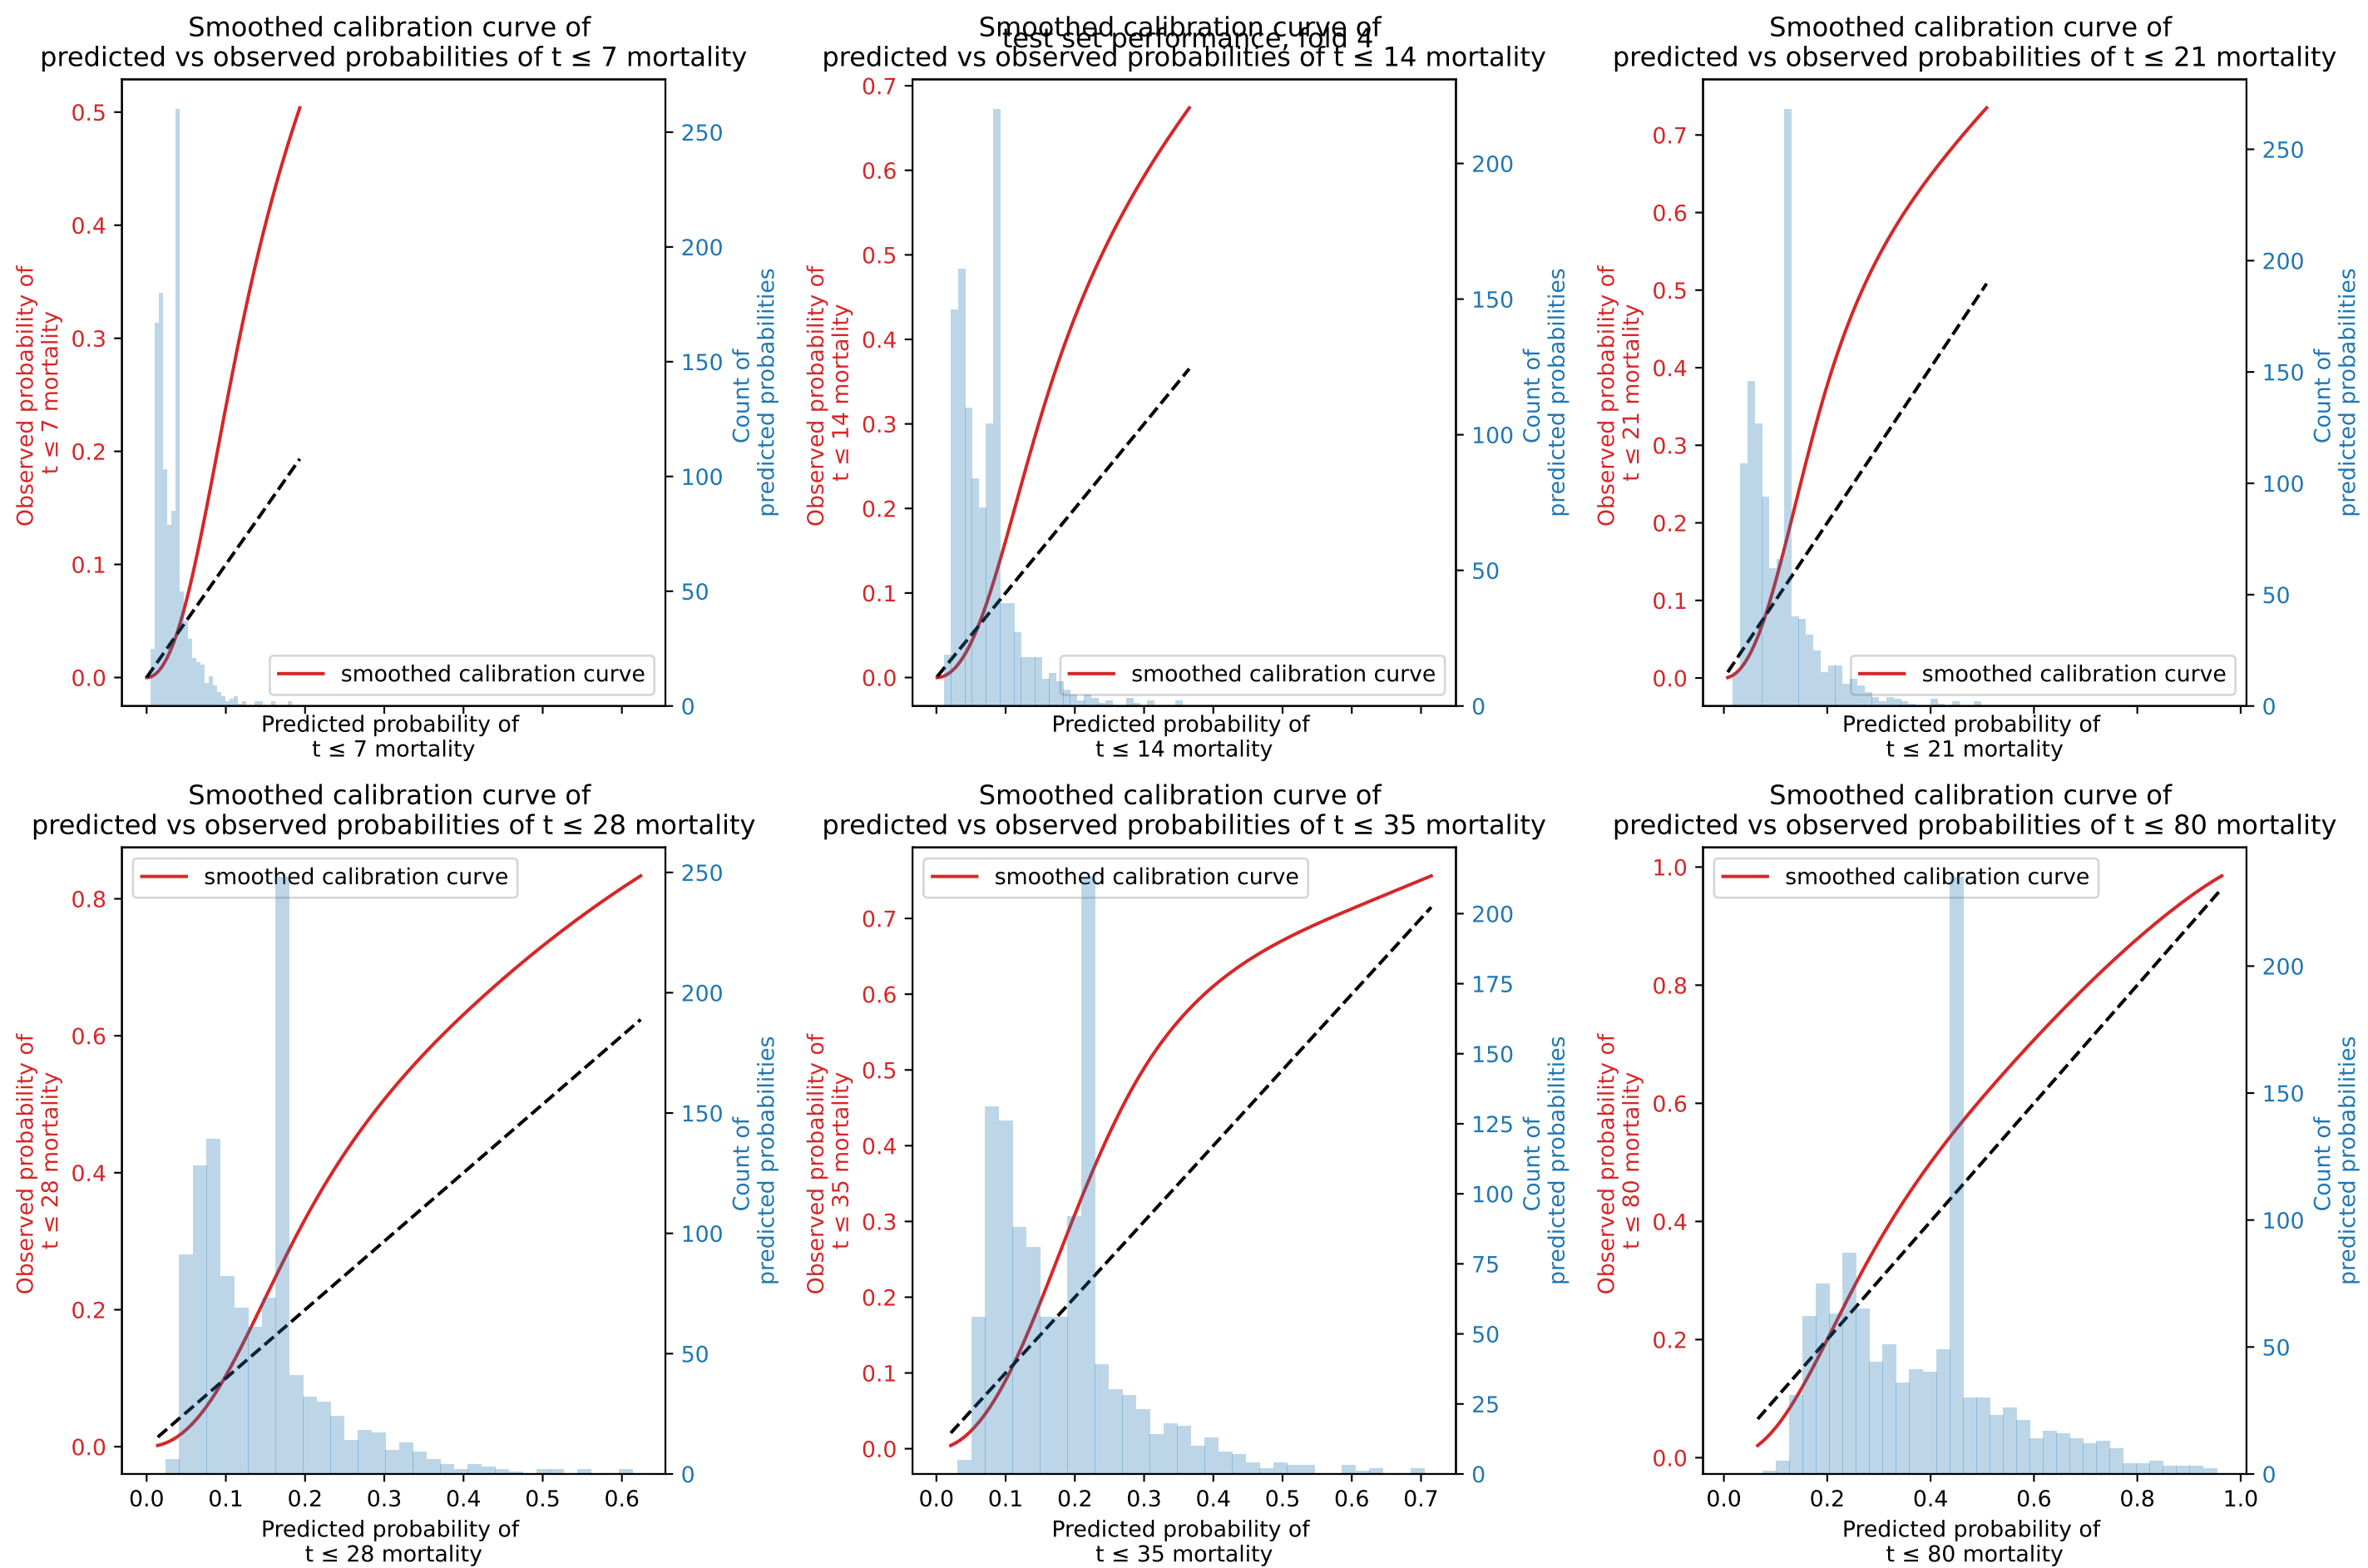 Smoothed calibration curve of
predicted vs observed probabilities of t ≤ 7 mortality
0.5
0.4
0.3
0.2
0.1
0.0
Observed probability of
t ≤ 7 mortality
250
200
150
100
50
0
Count of
predicted probabilities
smoothed calibration curve
Predicted probability of
t ≤ 7 mortality
Smoothed calibration curve of
test set performance, fold 4
predicted vs observed probabilities of t ≤ 14 mortality
0.7
0.6
0.5
0.4
0.3
0.2
0.1
0.0
Observed probability of
t ≤ 14 mortality
200
150
100
50
0
Count of
predicted probabilities
smoothed calibration curve
Predicted probability of
t ≤ 14 mortality
Smoothed calibration curve of
predicted vs observed probabilities of t ≤ 21 mortality
0.7
0.6
0.5
0.4
0.3
0.2
0.1
0.0
Observed probability of
t ≤ 21 mortality
250
200
150
100
50
0
Count of
predicted probabilities
smoothed calibration curve
Predicted probability of
t ≤ 21 mortality
Smoothed calibration curve of
predicted vs observed probabilities of t ≤ 28 mortality
smoothed calibration curve
0.8
0.6
0.4
0.2
0.0
Observed probability of
t ≤ 28 mortality
250
200
150
100
50
0
Count of
predicted probabilities
0.0 0.1 0.2 0.3 0.4 0.5 0.6
Predicted probability of
t ≤ 28 mortality
Smoothed calibration curve of
predicted vs observed probabilities of t ≤ 35 mortality
smoothed calibration curve
0.7
0.6
0.5
0.4
0.3
0.2
0.1
0.0
Observed probability of
t ≤ 35 mortality
200
175
150
125
100
75
50
25
0
Count of
predicted probabilities
0.0 0.1 0.2 0.3 0.4 0.5 0.6 0.7
Predicted probability of
t ≤ 35 mortality
Smoothed calibration curve of
predicted vs observed probabilities of t ≤ 80 mortality
smoothed calibration curve
1.0
0.8
0.6
0.4
0.2
0.0
Observed probability of
t ≤ 80 mortality
200
150
100
50
0
Count of
predicted probabilities
0.0 0.2 0.4 0.6 0.8 1.0
Predicted probability of
t ≤ 80 mortality